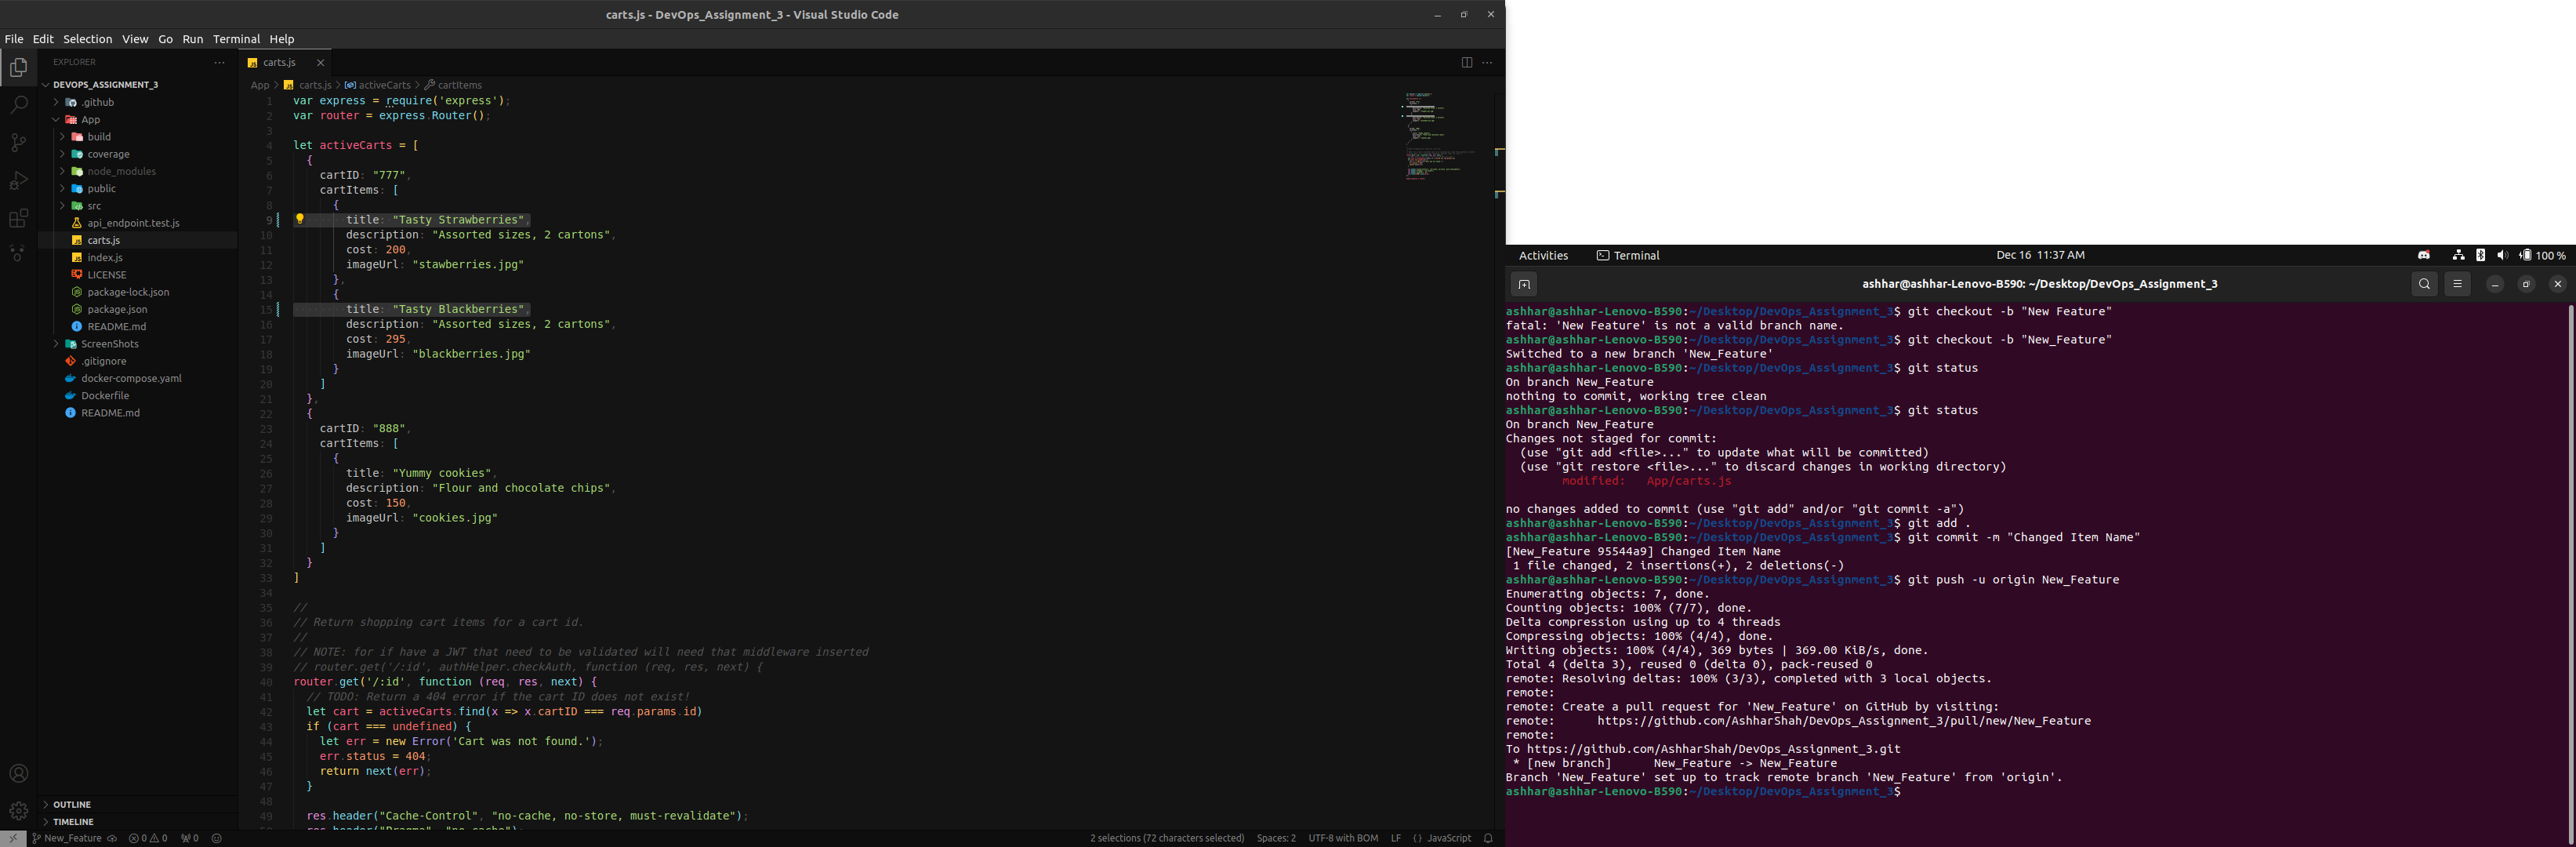 carts.js - DevOps_Assignment_3 - Visual Studio Code
File Edit Selection View Go Run Terminal Help
EXPLORER
DEVOPS_ASSIGNMENT_3
.github
App
build
coverage
node_modules
public
src
api_endpoint.test.js
carts.js
index.js
LICENSE
package-lock.json
package.json
README.md
ScreenShots
.gitignore
docker-compose.yaml
Dockerfile
README.md
OUTLINE
TIMELINE
carts.js
App > carts.js > activeCarts > cartItems
1 var express = require('express');
2 var router = express.Router();
3
4 let activeCarts = [
5 {
6 cartID: "777",
7 cartItems: [
8 {
9 title: "Tasty Strawberries",
10 description: "Assorted sizes, 2 cartons",
11 cost: 200,
12 imageUrl: "stawberries.jpg"
13 },
14 {
15 title: "Tasty Blackberries",
16 description: "Assorted sizes, 2 cartons",
17 cost: 295,
18 imageUrl: "blackberries.jpg"
19 }
20 ]
21 },
22 {
23 cartID: "888",
24 cartItems: [
25 {
26 title: "Yummy cookies",
27 description: "Flour and chocolate chips",
28 cost: 150,
29 imageUrl: "cookies.jpg"
30 }
31 ]
32 }
33 ]
34
35 //
36 // Return shopping cart items for a cart id.
37 //
38 // NOTE: for if have a JWT that need to be validated will need that middleware inserted
39 // router.get('/:id', authHelper.checkAuth, function (req, res, next) {
40 router.get('/:id', function (req, res, next) {
41 // TODO: Return a 404 error if the cart ID does not exist!
42 let cart = activeCarts.find(x => x.cartID === req.params.id)
43 if (cart === undefined) {
44 let err = new Error('Cart was not found.');
45 err.status = 404;
46 return next(err);
47 }
48
49 res.header("Cache-Control", "no-cache, no-store, must-revalidate");
50 res.header("Pragma", "no-cache");
New_Feature 0 0 0
2 selections (72 characters selected) Spaces: 2 UTF-8 with BOM LF {} JavaScript
Activities Terminal Dec 16 11:37 AM 100 %
ashhar@ashhar-Lenovo-B590: ~/Desktop/DevOps_Assignment_3
ashhar@ashhar-Lenovo-B590:~/Desktop/DevOps_Assignment_3$ git checkout -b "New Feature"
fatal: 'New Feature' is not a valid branch name.
ashhar@ashhar-Lenovo-B590:~/Desktop/DevOps_Assignment_3$ git checkout -b "New_Feature"
Switched to a new branch 'New_Feature'
ashhar@ashhar-Lenovo-B590:~/Desktop/DevOps_Assignment_3$ git status
On branch New_Feature
nothing to commit, working tree clean
ashhar@ashhar-Lenovo-B590:~/Desktop/DevOps_Assignment_3$ git status
On branch New_Feature
Changes not staged for commit:
(use "git add <file>..." to update what will be committed)
(use "git restore <file>..." to discard changes in working directory)
modified: App/carts.js
no changes added to commit (use "git add" and/or "git commit -a")
ashhar@ashhar-Lenovo-B590:~/Desktop/DevOps_Assignment_3$ git add .
ashhar@ashhar-Lenovo-B590:~/Desktop/DevOps_Assignment_3$ git commit -m "Changed Item Name"
[New_Feature 95544a9] Changed Item Name
1 file changed, 2 insertions(+), 2 deletions(-)
ashhar@ashhar-Lenovo-B590:~/Desktop/DevOps_Assignment_3$ git push -u origin New_Feature
Enumerating objects: 7, done.
Counting objects: 100% (7/7), done.
Delta compression using up to 4 threads
Compressing objects: 100% (4/4), done.
Writing objects: 100% (4/4), 369 bytes | 369.00 KiB/s, done.
Total 4 (delta 3), reused 0 (delta 0), pack-reused 0
remote: Resolving deltas: 100% (3/3), completed with 3 local objects.
remote:
remote: Create a pull request for 'New_Feature' on GitHub by visiting:
remote: https://github.com/AshharShah/DevOps_Assignment_3/pull/new/New_Feature
remote:
To https://github.com/AshharShah/DevOps_Assignment_3.git
* [new branch] New_Feature -> New_Feature
Branch 'New_Feature' set up to track remote branch 'New_Feature' from 'origin'.
ashhar@ashhar-Lenovo-B590:~/Desktop/DevOps_Assignment_3$